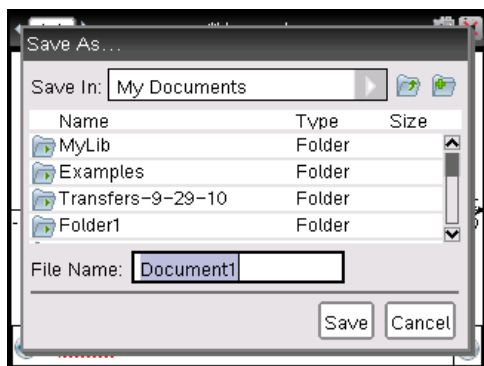 Save As...
Save In: My Documents
Name Type Size
MyLib Folder
Examples Folder
Transfers-9-29-10 Folder
Folder1 Folder
File Name: Document1
Save Cancel